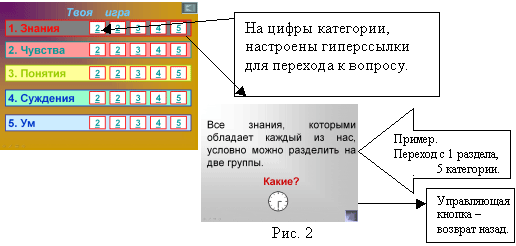 Твоя игра
1. Знания 2 2 3 4 5
2. Чувства 2 2 3 4 5
3. Понятия 2 2 3 4 5
4. Суждения 2 2 3 4 5
5. Ум 2 2 3 4 5
На цифры категории,
настроены гиперссылки
для перехода к вопросу.
Все знания, которыми
обладает каждый из нас,
условно можно разделить на
две группы.
Какие?
Пример.
Переход с 1 раздела,
5 категории.
Управляющая
кнопка –
возврат назад.
Рис. 2